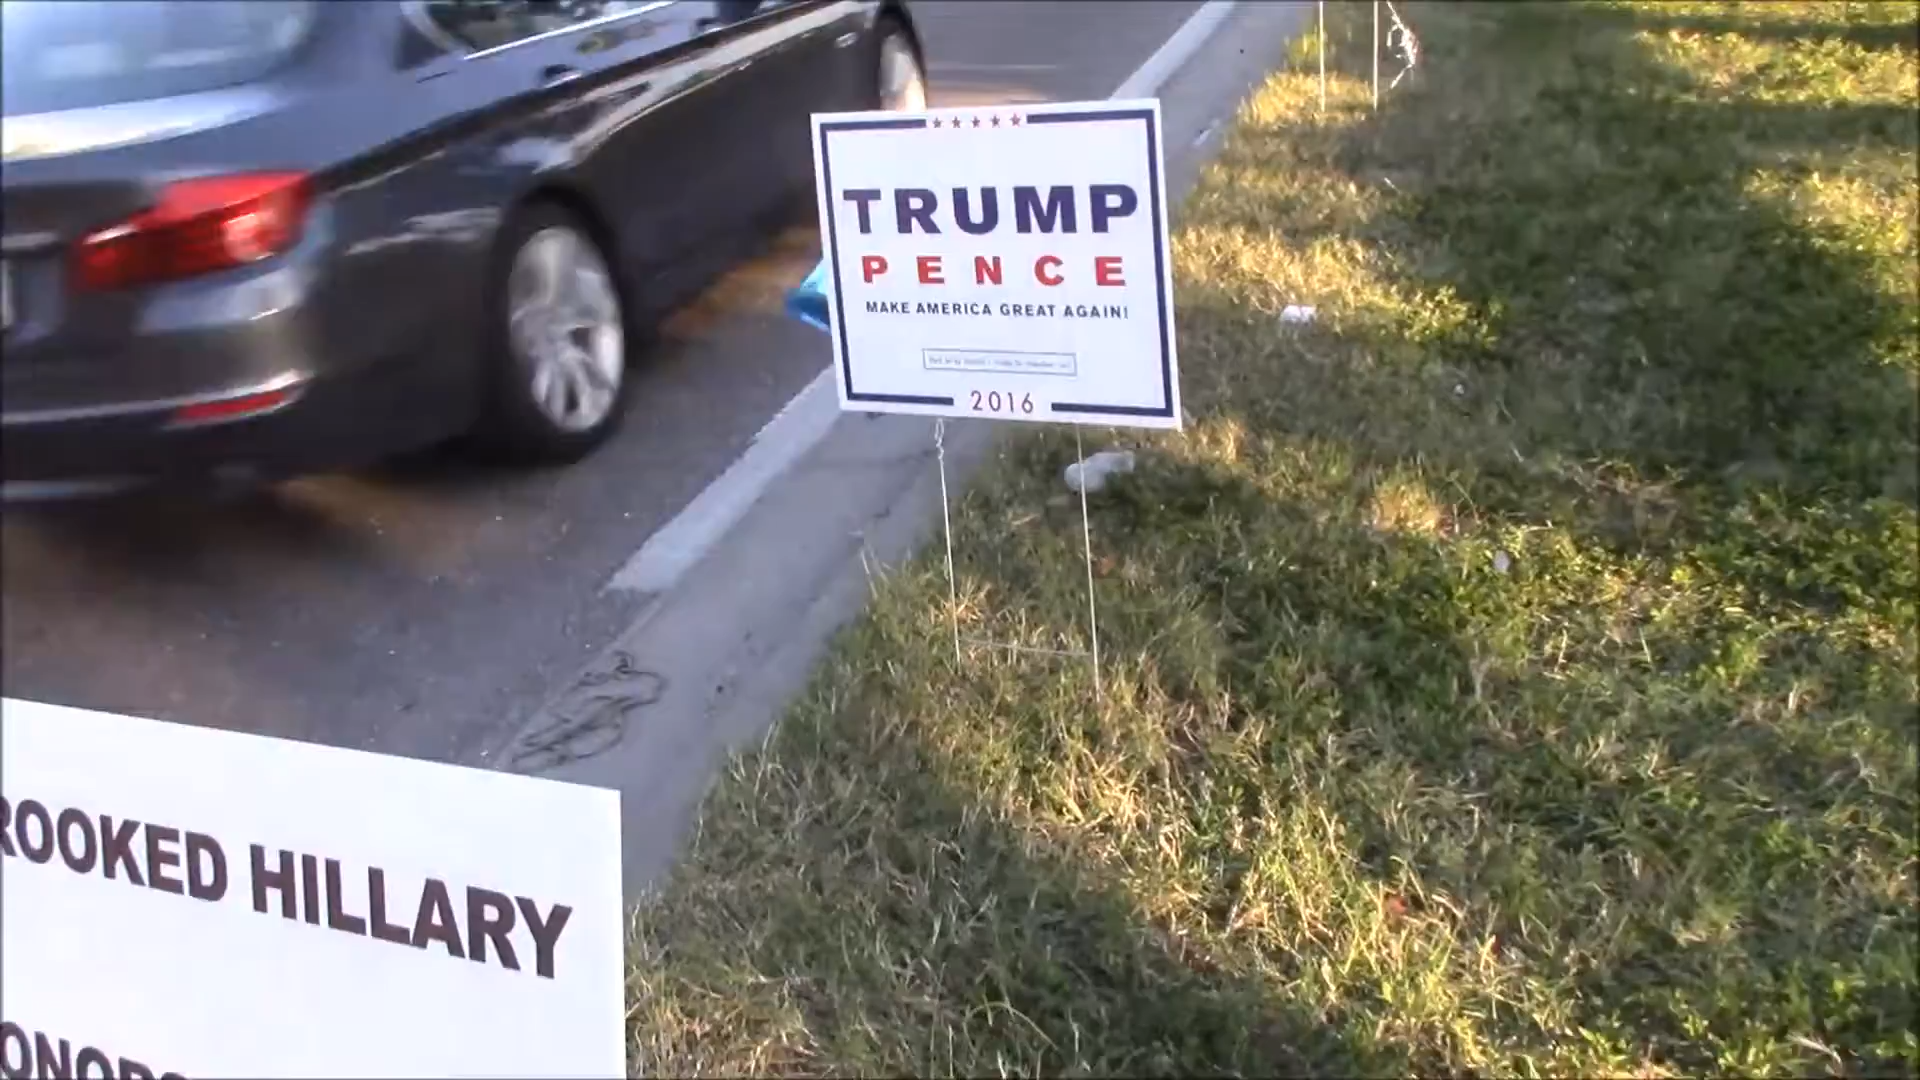 TRUMP
PENCE
MAKE AMERICA GREAT AGAIN!
2016
ROOKED HILLARY